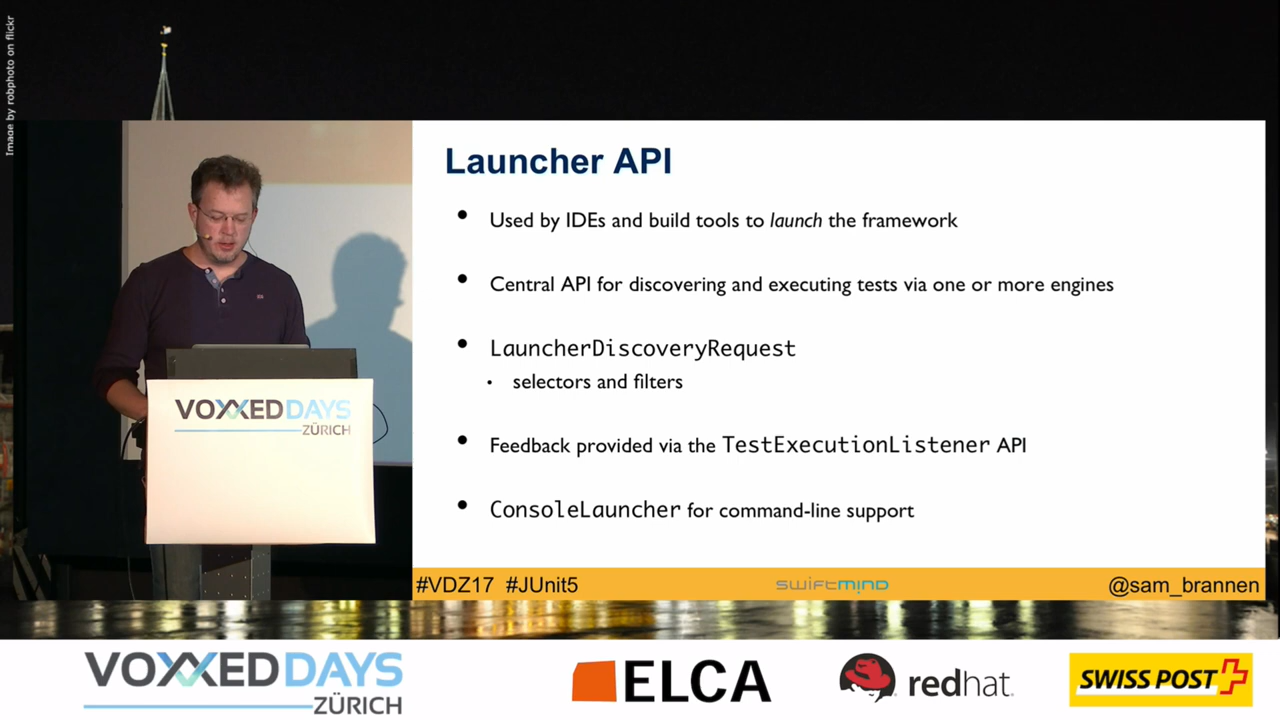 Image by robphoto on flickr
Launcher API
• Used by IDEs and build tools to launch the framework
• Central API for discovering and executing tests via one or more engines
• LauncherDiscoveryRequest
• selectors and filters
• Feedback provided via the TestExecutionListener API
• ConsoleLauncher for command-line support
VOXXED DAYS
ZÜRICH
#VDZ17 #JUnit5
swiftmind
@sam_brannen
VOXXED DAYS
ZÜRICH
ELCA
redhat.
SWISS POST